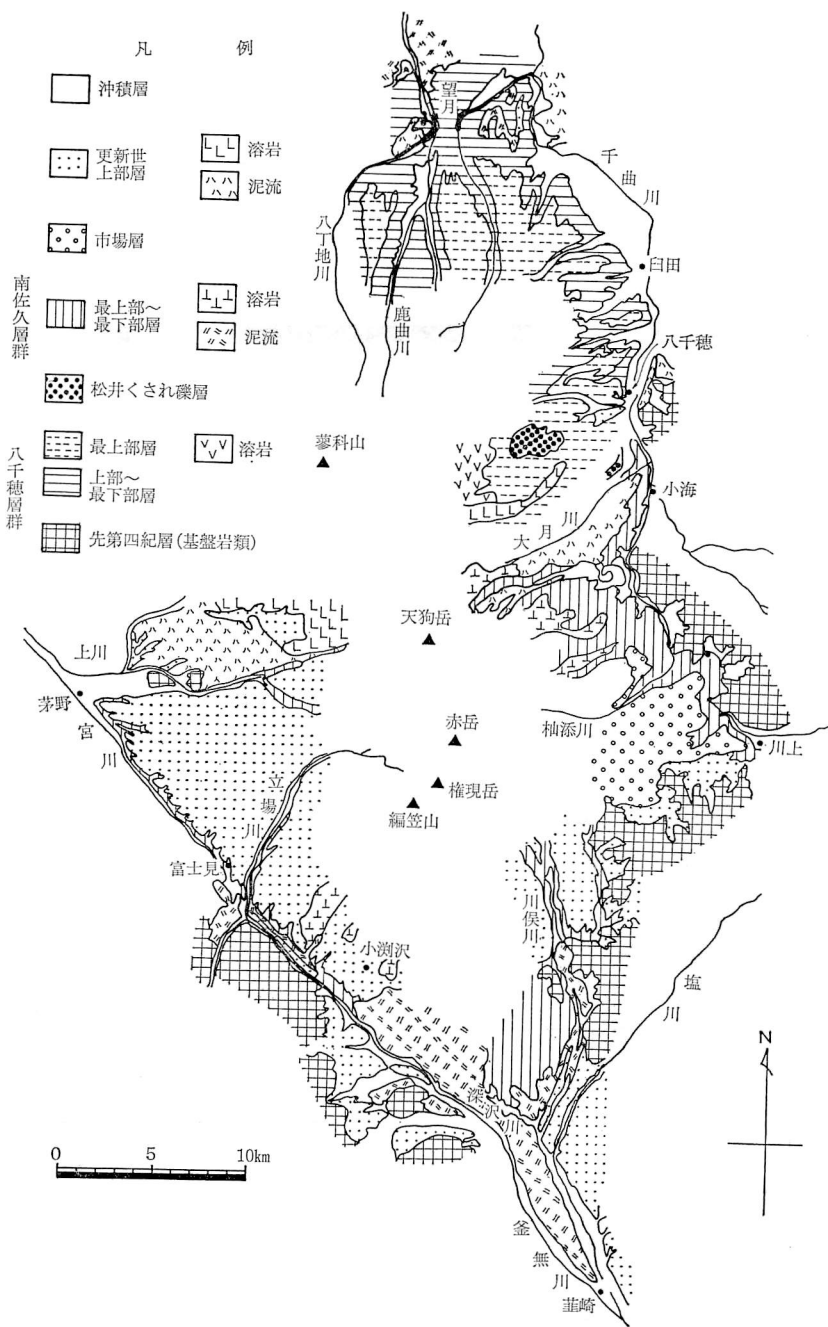 凡 例
沖積層
更新世
上部層
溶岩
泥流
市場層
南佐久層群
最上部～
最下部層
溶岩
泥流
松井くされ礫層
八千穂層群
最上部層
溶岩
上部～
最下部層
先第四紀層(基盤岩類)
望月
千曲川
八丁地川
鹿曲川
臼田
八千穂
蓼科山
小海
大月川
天狗岳
上川
茅野
宮川
赤岳
杣添川
川上
権現岳
編笠山
立場川
富士見
川俣川
小渕沢
塩川
深沢川
釜無川
韮崎
N
0 5 10km